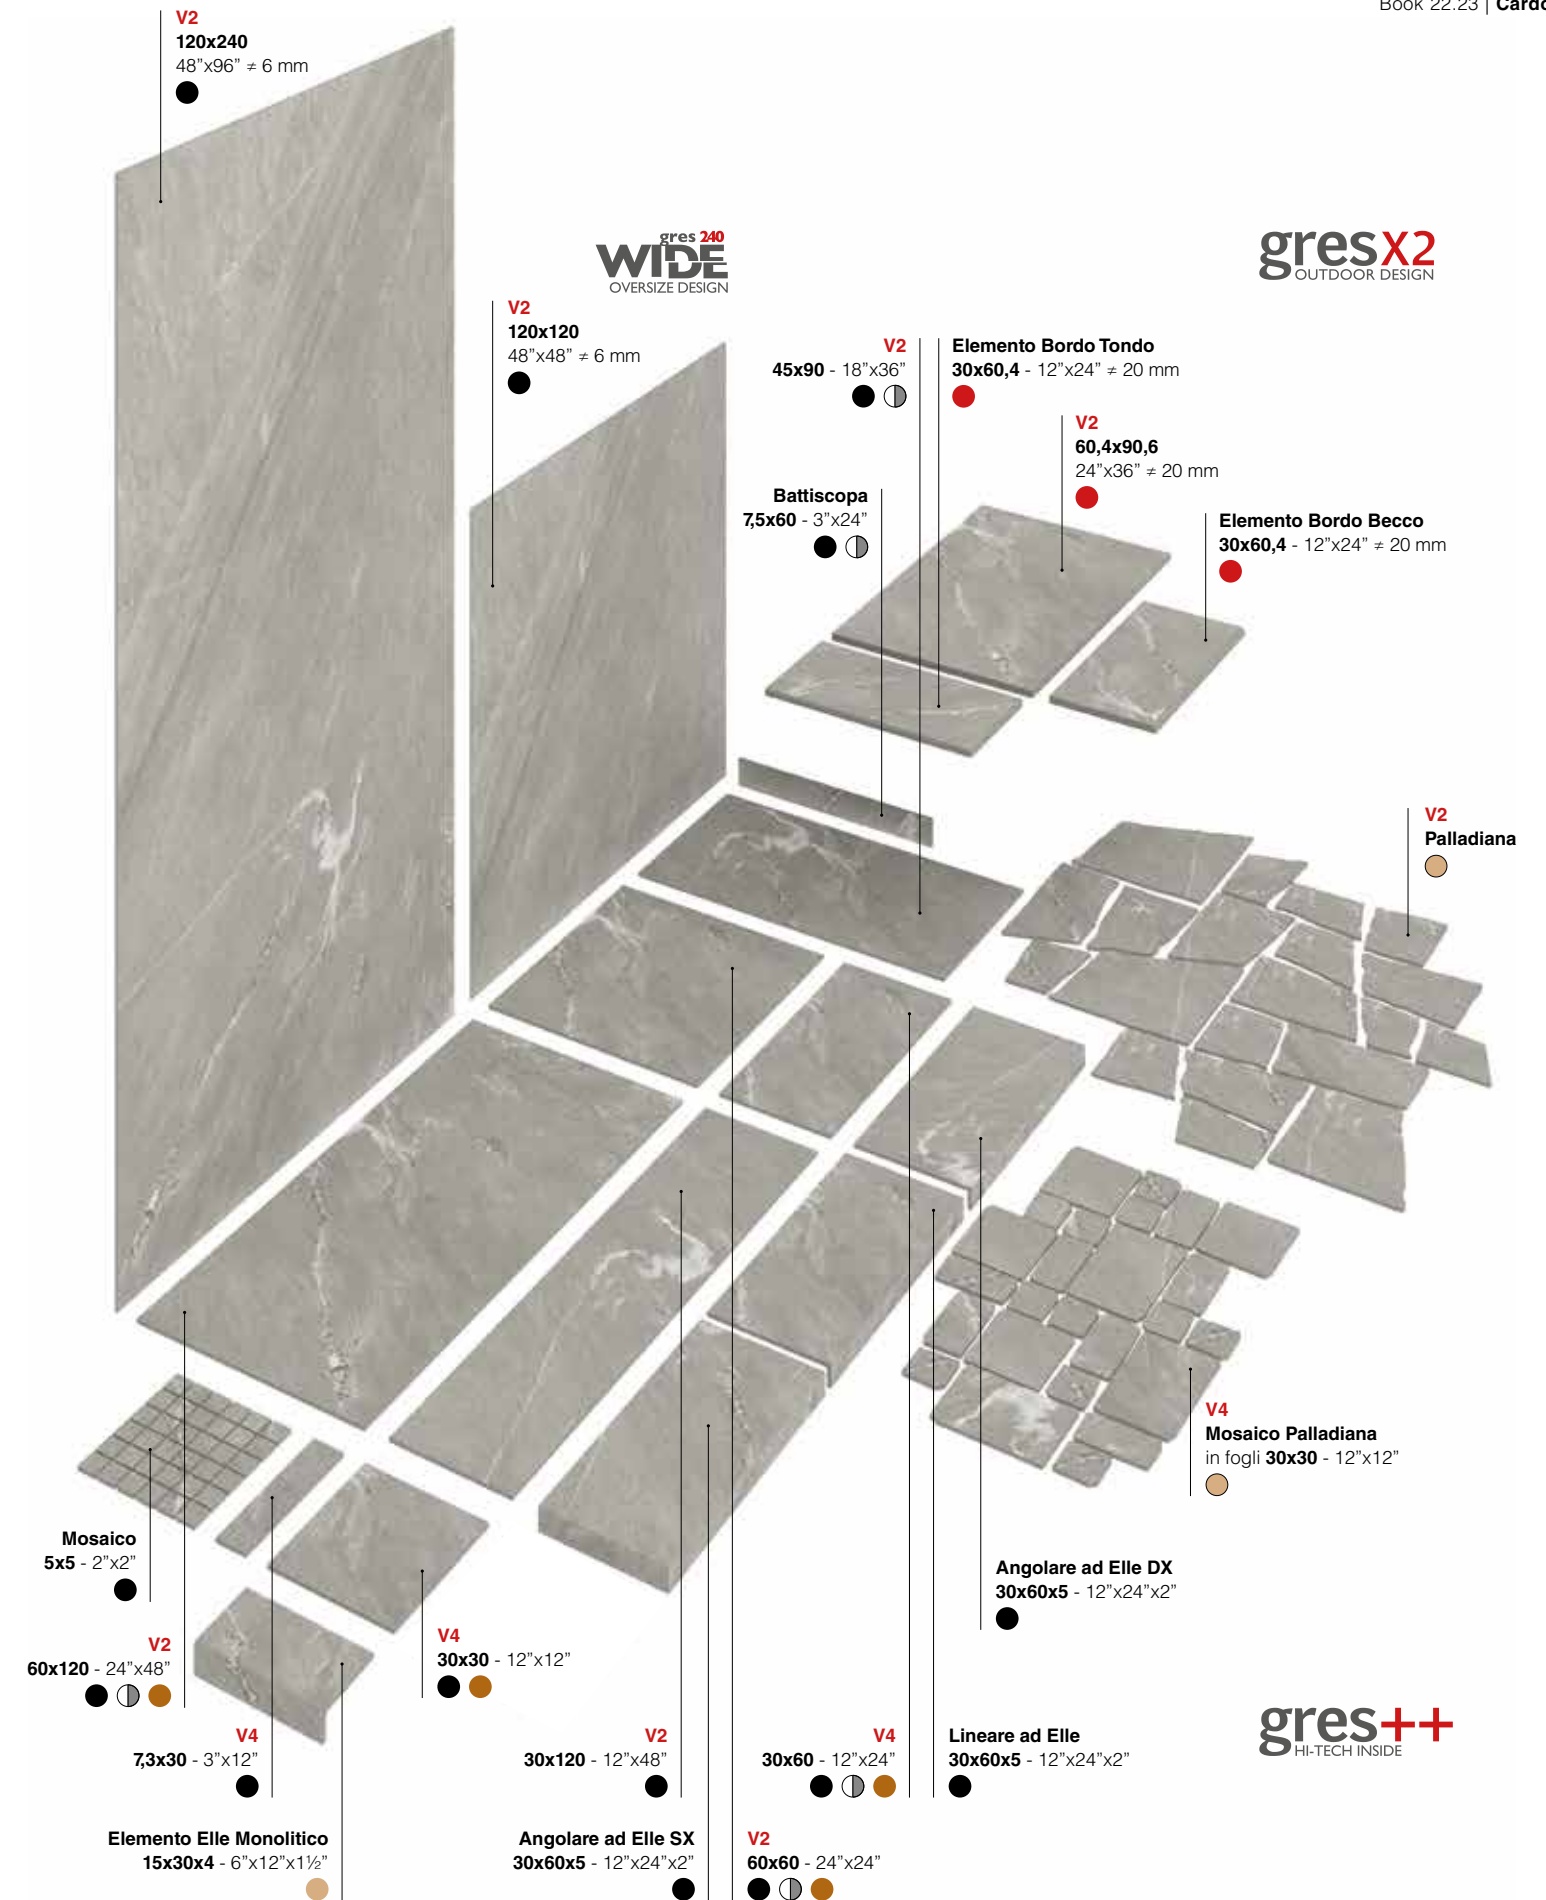 Book 22.23 |
V2
120x240
48”x96” ≠ 6 mm
gres 240
WIDE
OVERSIZE DESIGN
gresx2
OUTDOOR DESIGN
V2
120x120
48”x48” ≠ 6 mm
V2
45x90 - 18”x36”
Elemento Bordo Tondo
30x60,4 - 12”x24” ≠ 20 mm
V2
60,4x90,6
24”x36” ≠ 20 mm
Battiscopa
7,5x60 - 3”x24”
Elemento Bordo Becco
30x60,4 - 12”x24” ≠ 20 mm
V2
Palladiana
V4
Mosaico Palladiana
in fogli 30x30 - 12”x12”
Mosaico
5x5 - 2”x2”
Angolare ad Elle DX
30x60x5 - 12”x24”x2”
V2
60x120 - 24”x48”
V4
30x30 - 12”x12”
gres++
HI-TECH INSIDE
V4
7,3x30 - 3”x12”
V2
30x120 - 12”x48”
V4
30x60 - 12”x24”
Lineare ad Elle
30x60x5 - 12”x24”x2”
Elemento Elle Monolitico
15x30x4 - 6”x12”x1½”
Angolare ad Elle SX
30x60x5 - 12”x24”x2”
V2
60x60 - 24”x24”